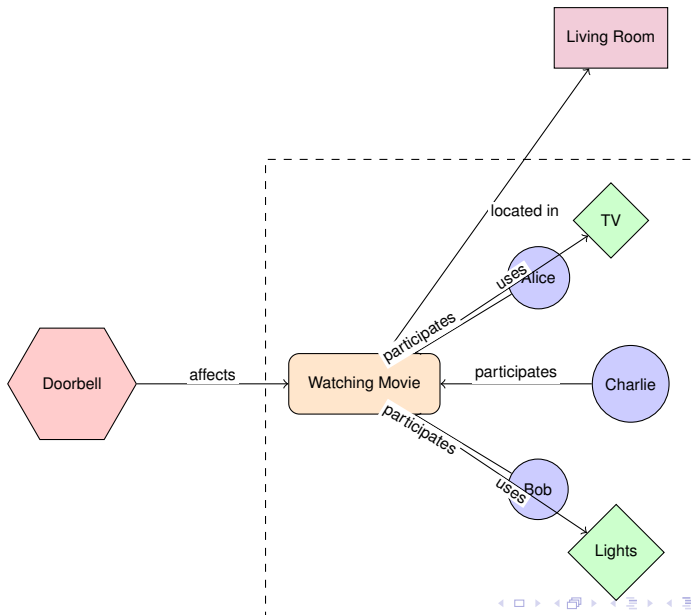 Living Room
located in
TV
uses
Alice
participates
Doorbell
affects
Watching Movie
participates
Charlie
participates
Bob
uses
Lights